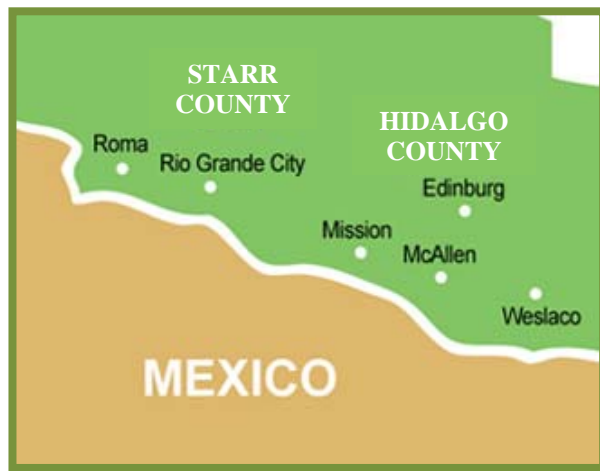 STARR
COUNTY
HIDALGO
COUNTY
Roma
Rio Grande City
Edinburg
Mission
McAllen
Weslaco
MEXICO